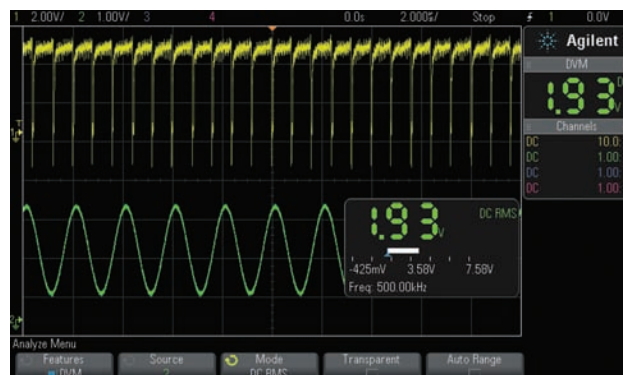 1 2.00V/ 2 1.00V/ 3 4 0.0s 2.000s/ Stop 1 0.0V
Agilent
DVM
1.93
V
Channels
DC 10.0:
DC 1.00:
DC 1.00:
DC 1.00:
1.93 V DC RMS
-425mV 3.58V 7.58V
Freq: 500.00kHz
Analyze Menu
Features Source Mode Transparent Auto Range
DVM 2 DC RMS